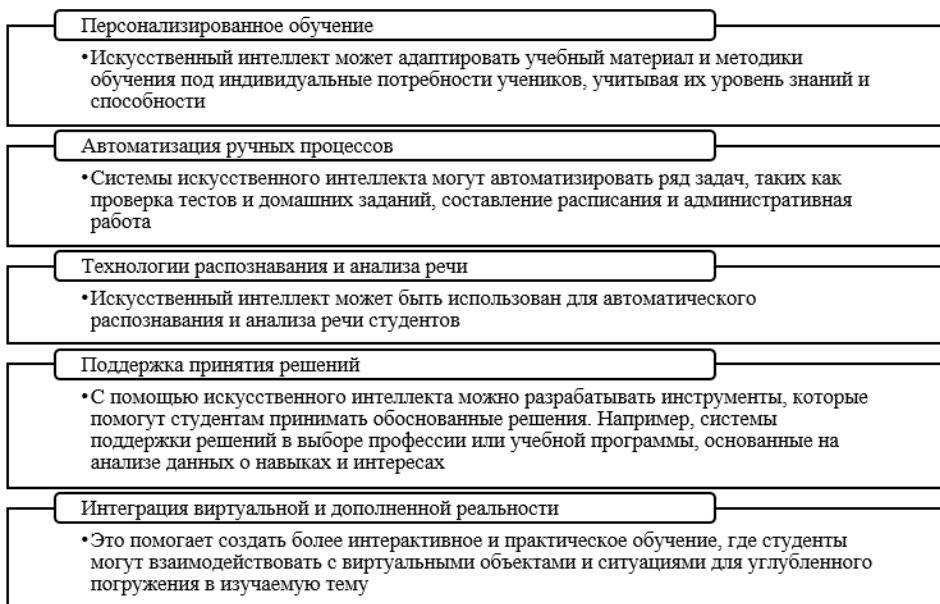 Персонализированное обучение
•Искусственный интеллект может адаптировать учебный материал и методики
обучения под индивидуальные потребности учеников, учитывая их уровень знаний и
способности
Автоматизация ручных процессов
•Системы искусственного интеллекта могут автоматизировать ряд задач, таких как
проверка тестов и домашних заданий, составление расписания и административная
работа
Технологии распознавания и анализа речи
•Искусственный интеллект может быть использован для автоматического
распознавания и анализа речи студентов
Поддержка принятия решений
•С помощью искусственного интеллекта можно разрабатывать инструменты, которые
помогут студентам принимать обоснованные решения. Например, системы
поддержки решений в выборе профессии или учебной программы, основанные на
анализе данных о навыках и интересах
Интеграция виртуальной и дополненной реальности
•Это помогает создать более интерактивное и практическое обучение, где студенты
могут взаимодействовать с виртуальными объектами и ситуациями для углубленного
погружения в изучаемую тему